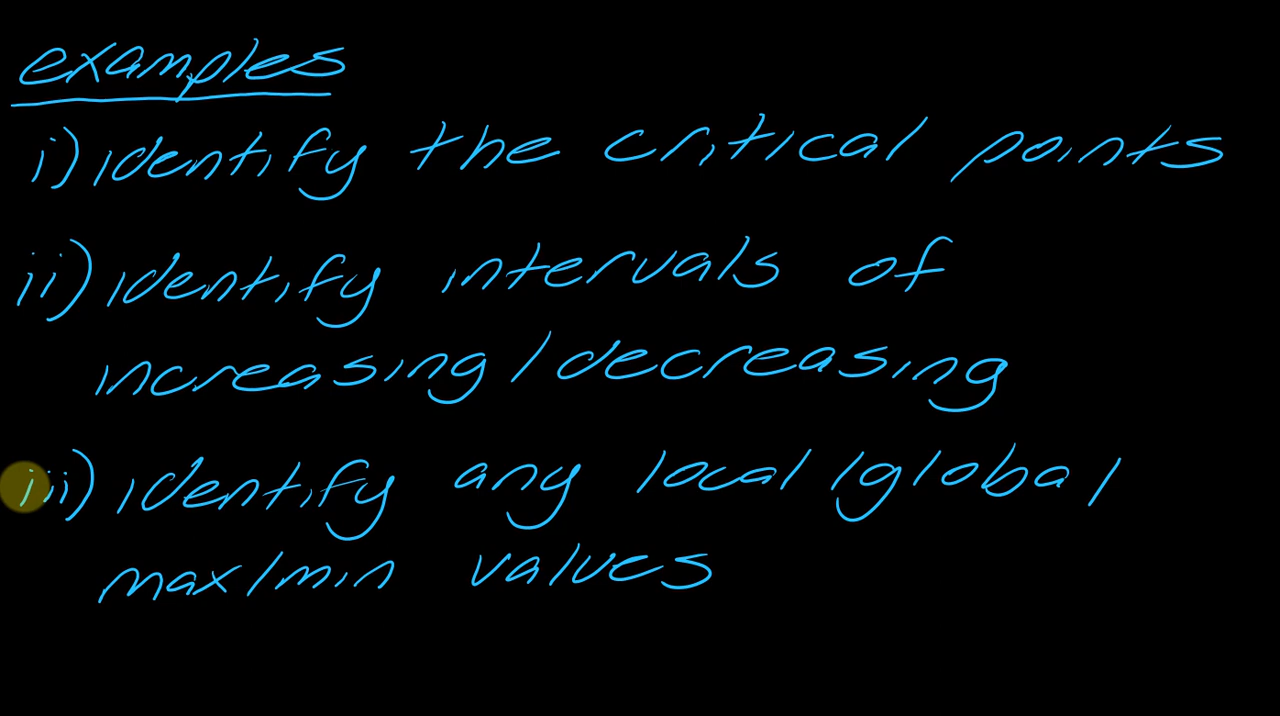 examples
i) identify the critical points
ii) identify intervals of
increasing/decreasing
iii) identify any local/global
max/min values